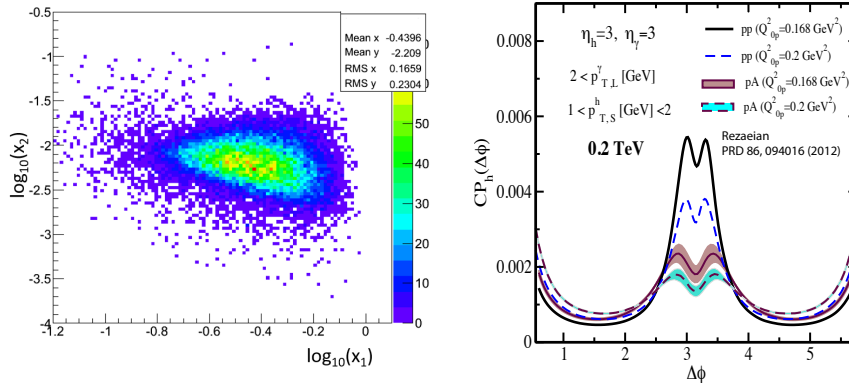 Mean x -0.4396
Mean y -2.209
RMS x 0.1659
RMS y 0.2304
-0.5
-1
-1.5
-2
-2.5
-3
-3.5
-4
-1.2 -1 -0.8 -0.6 -0.4 -0.2 0
50
40
30
20
10
0
log10(x2)
log10(x1)
0.008
0.006
0.004
0.002
0
1 2 3 4 5
CPh(Δφ)
Δφ
ηh=3, ηγ=3
2 < pγT,L [GeV]
1 < phT,S [GeV] <2
0.2 TeV
pp (Q20p=0.168 GeV2)
pp (Q20p=0.2 GeV2)
pA (Q20p=0.168 GeV2)
pA (Q20p=0.2 GeV2)
Rezaeian
PRD 86, 094016 (2012)